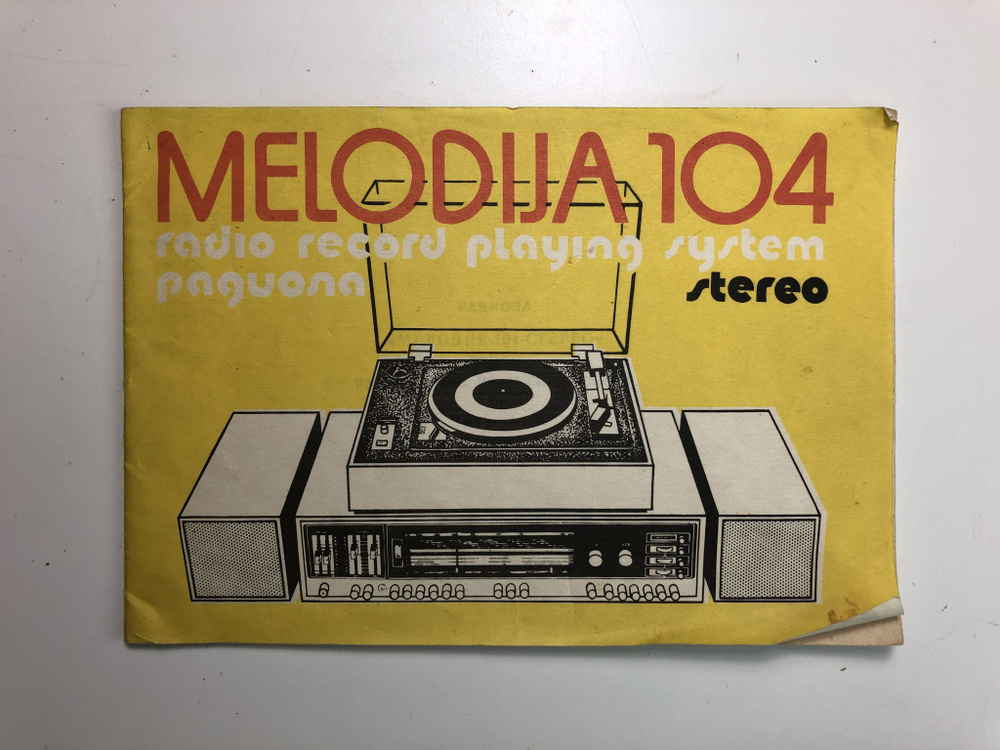 MELODIJA 104
radio record playing system
радиола stereo